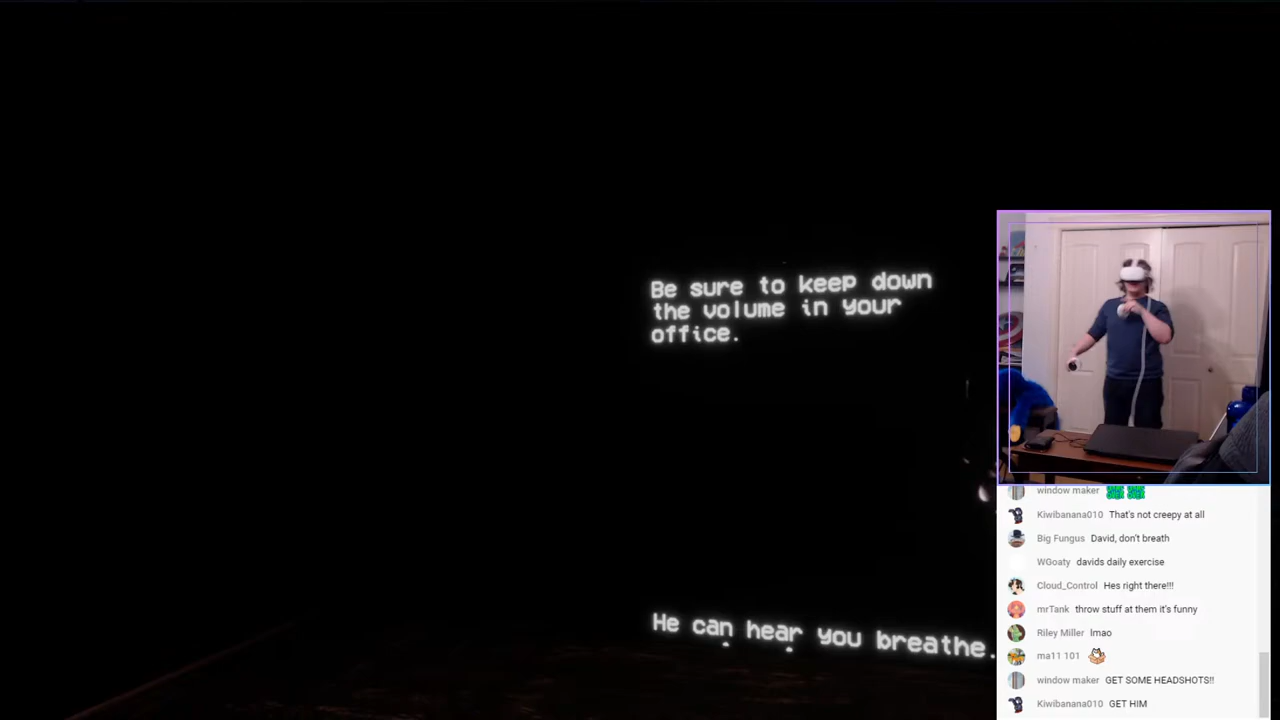 Be sure to keep down
the volume in your
office.
He can hear you breathe.
window maker
Kiwibanana010 That's not creepy at all
Big Fungus David, don't breath
WGoaty davids daily exercise
Cloud_Control Hes right there!!!
mrTank throw stuff at them it's funny
Riley Miller lmao
ma11 101
window maker GET SOME HEADSHOTS!!
Kiwibanana010 GET HIM